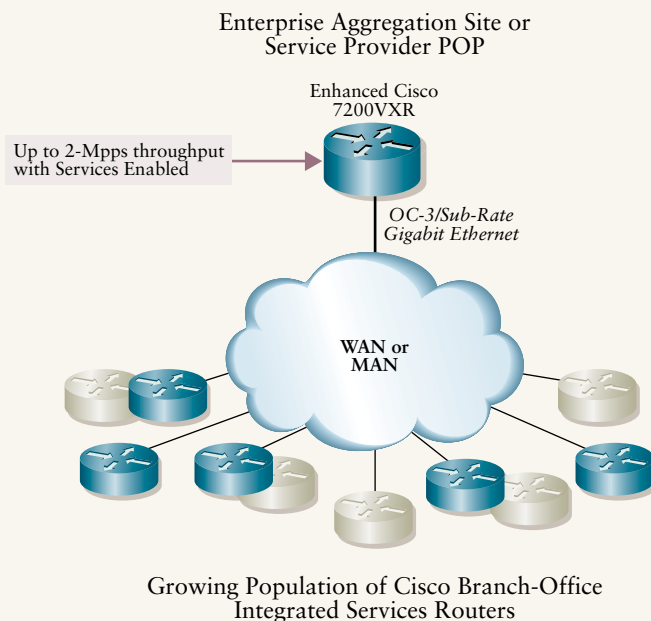 Enterprise Aggregation Site or
Service Provider POP
Enhanced Cisco
7200VXR
Up to 2-Mpps throughput
with Services Enabled
OC-3/Sub-Rate
Gigabit Ethernet
WAN or
MAN
Growing Population of Cisco Branch-Office
Integrated Services Routers